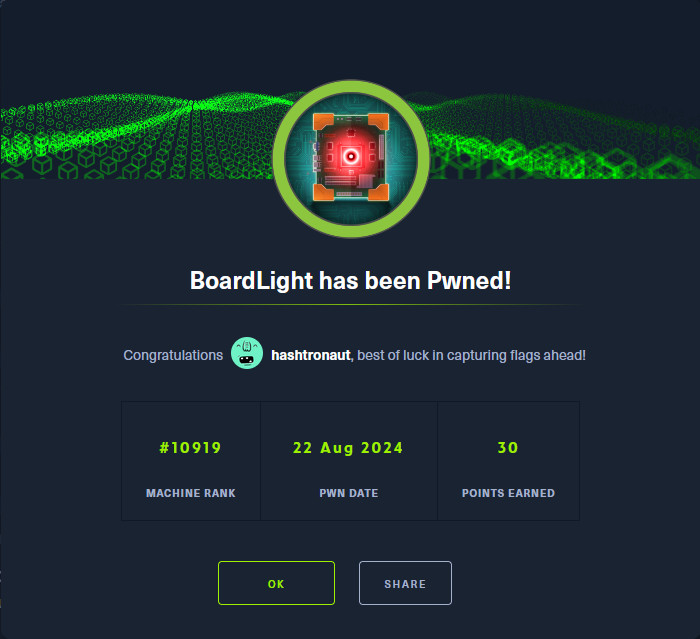 BoardLight has been Pwned!
Congratulations hashtronaut, best of luck in capturing flags ahead!
#10919 22 Aug 2024 30
MACHINE RANK PWN DATE POINTS EARNED
OK SHARE